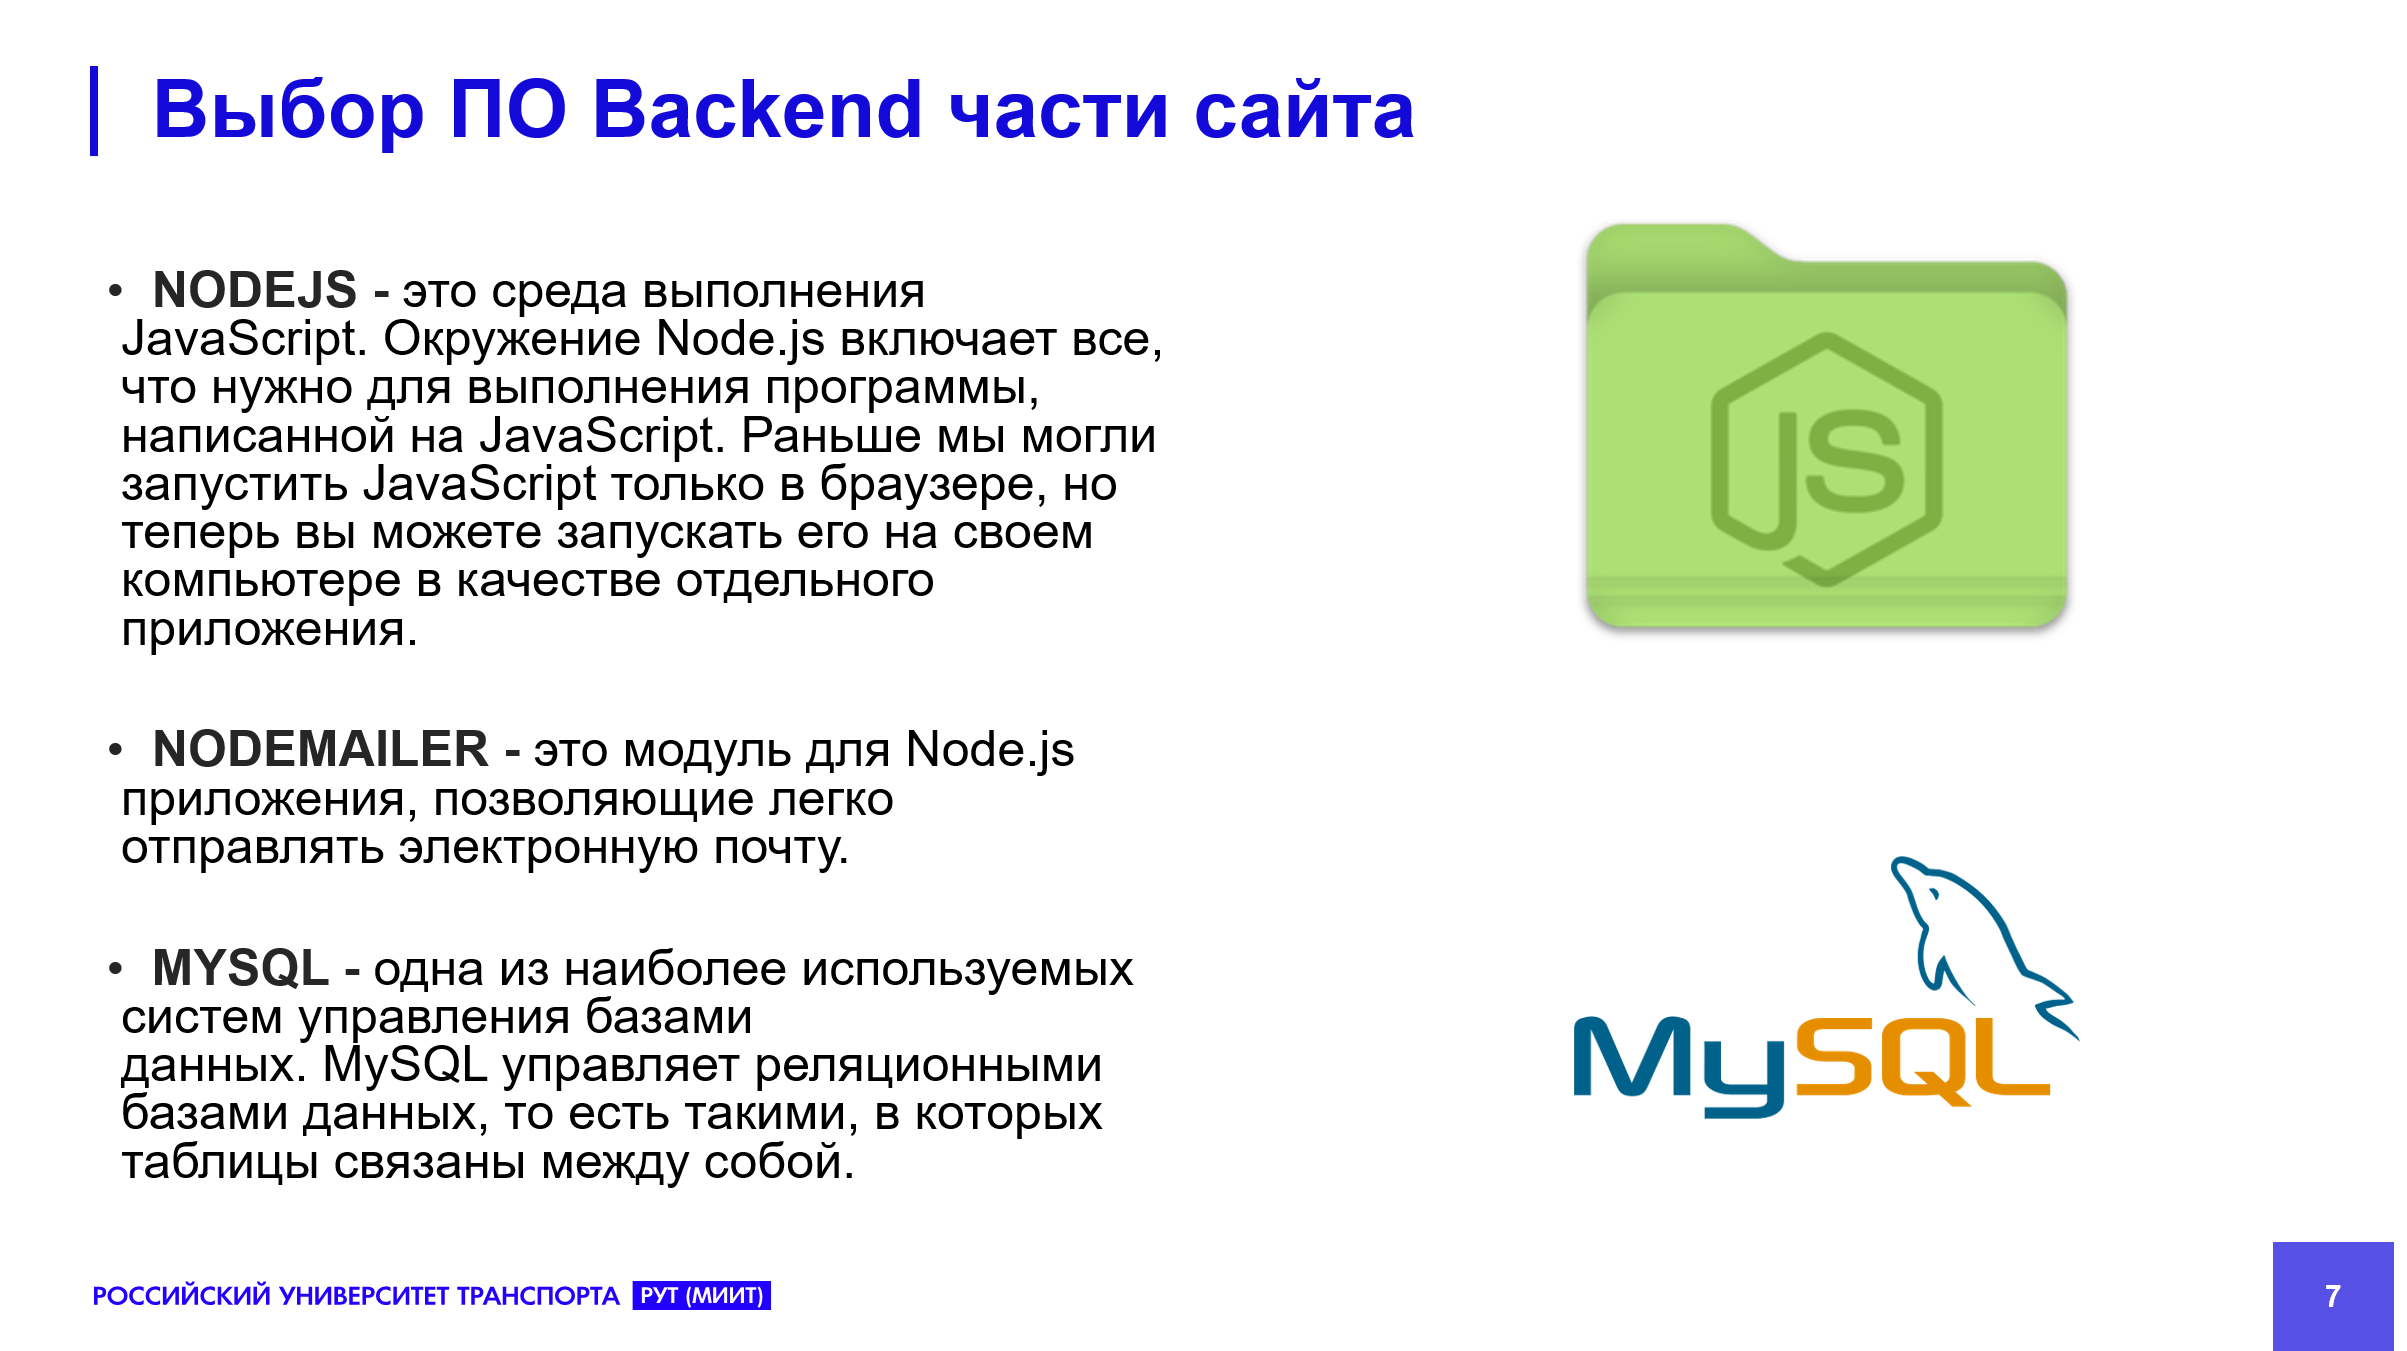 Выбор ПО Backend части сайта
• NODEJS - это среда выполнения
JavaScript. Окружение Node.js включает все,
что нужно для выполнения программы,
написанной на JavaScript. Раньше мы могли
запустить JavaScript только в браузере, но
теперь вы можете запускать его на своем
компьютере в качестве отдельного
приложения.
• NODEMAILER - это модуль для Node.js
приложения, позволяющие легко
отправлять электронную почту.
• MYSQL - одна из наиболее используемых
систем управления базами
данных. MySQL управляет реляционными
базами данных, то есть такими, в которых
таблицы связаны между собой.
JS
MySQL
РОССИЙСКИЙ УНИВЕРСИТЕТ ТРАНСПОРТА РУТ (МИИТ)
7